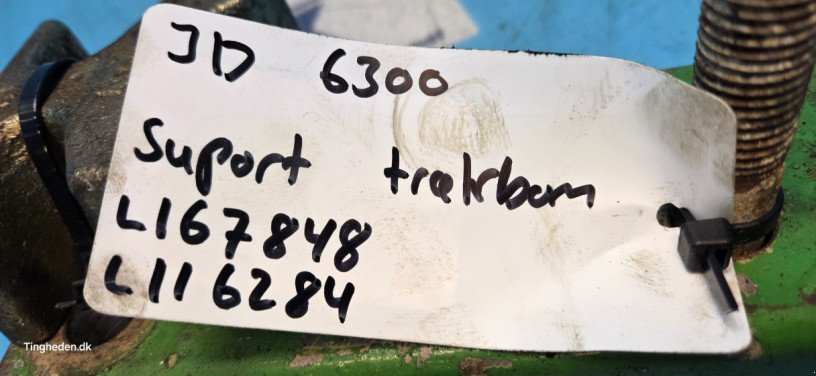 JD 6300
Suport trækbom
L167848
L116284
Tingheden.dk